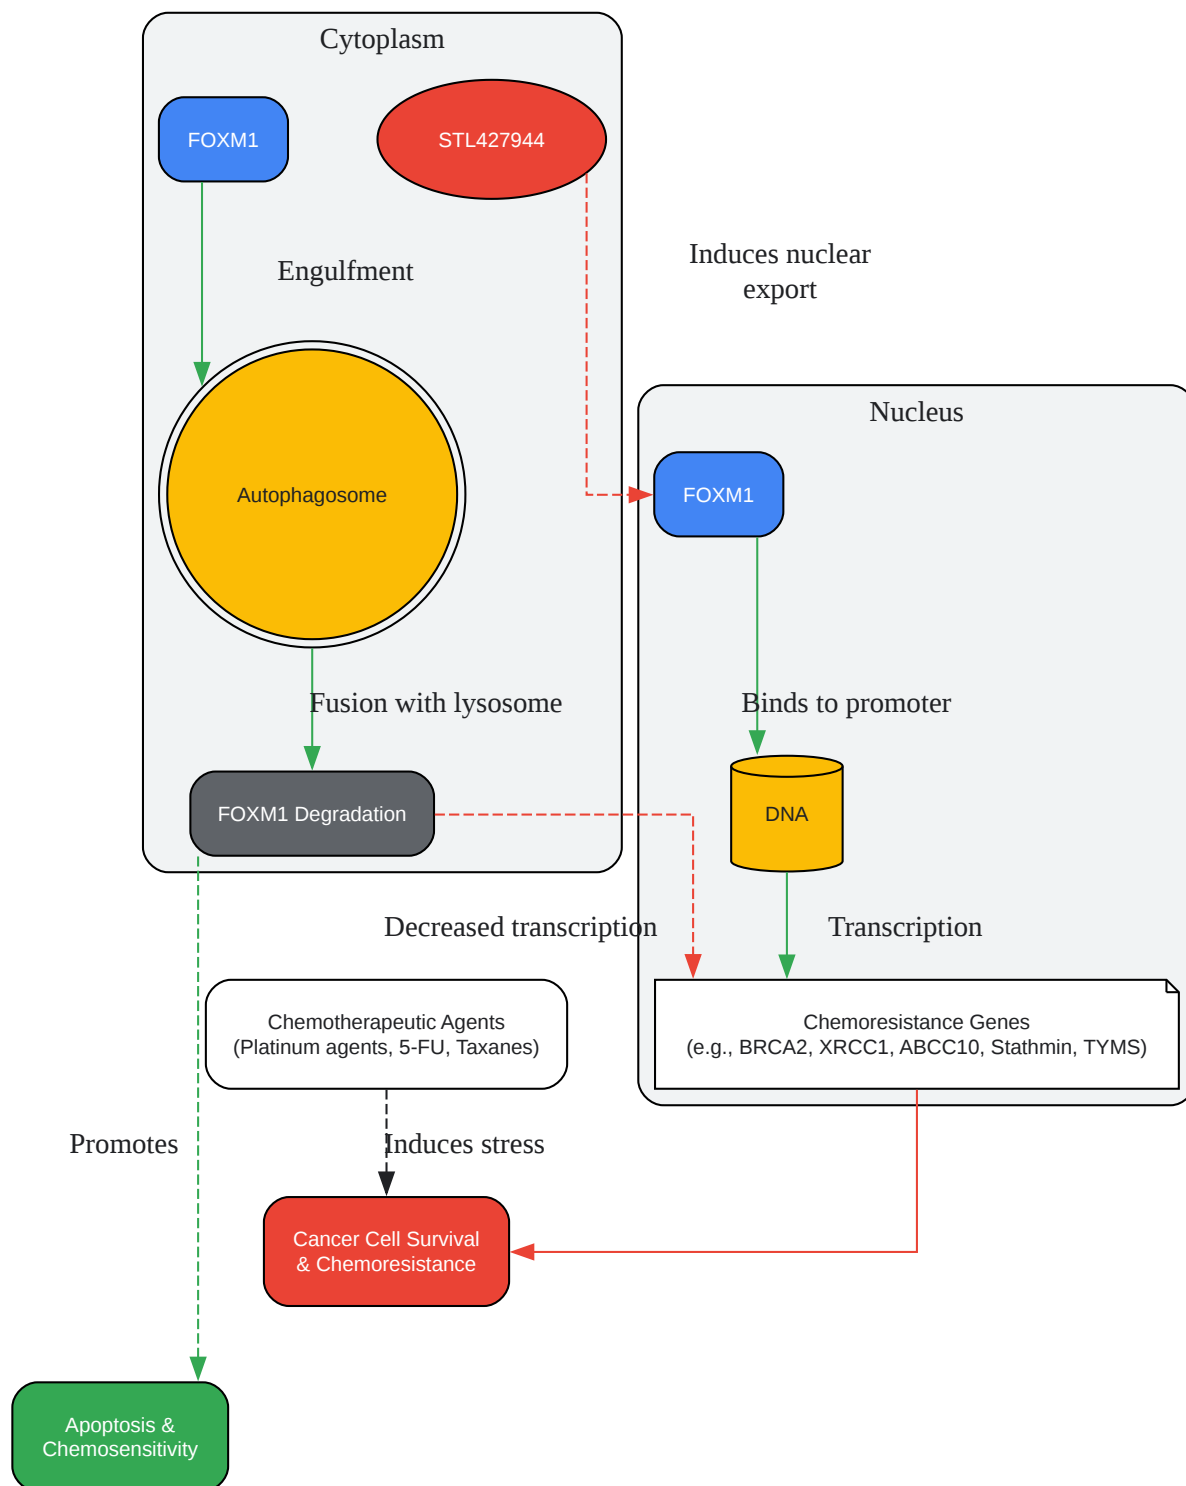 Cytoplasm
FOXM1
STL427944
Engulfment
Induces nuclear
export
Nucleus
Autophagosome
FOXM1
Fusion with lysosome
Binds to promoter
FOXM1 Degradation
DNA
Decreased transcription
Transcription
Chemotherapeutic Agents
(Platinum agents, 5-FU, Taxanes)
Chemoresistance Genes
(e.g., BRCA2, XRCC1, ABCC10, Stathmin, TYMS)
Promotes
Induces stress
Cancer Cell Survival
& Chemoresistance
Apoptosis &
Chemosensitivity